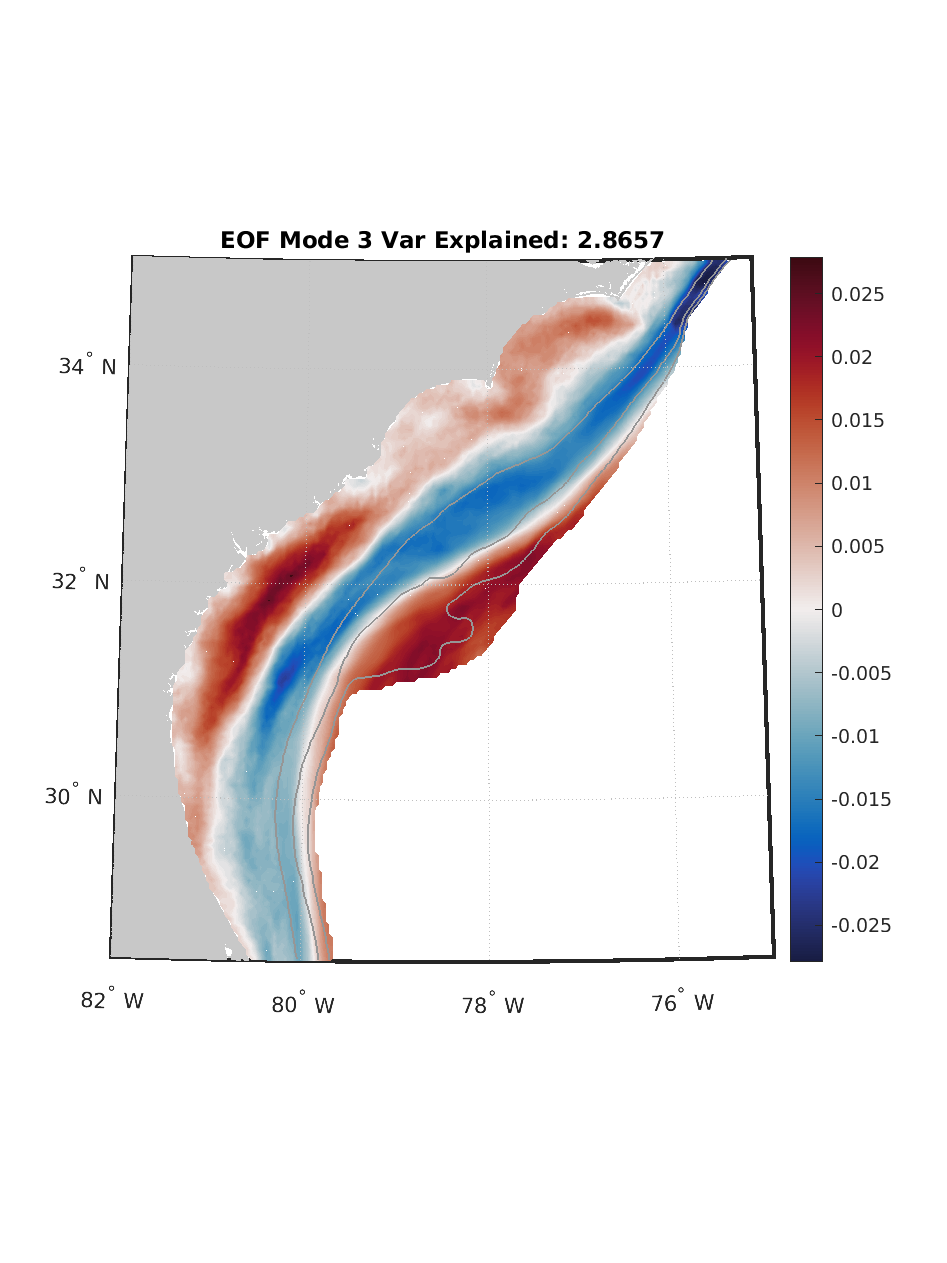 EOF Mode 3 Var Explained: 2.8657
34° N
32° N
30° N
82° W
80° W
78° W
76° W
0.025
0.02
0.015
0.01
0.005
0
-0.005
-0.01
-0.015
-0.02
-0.025